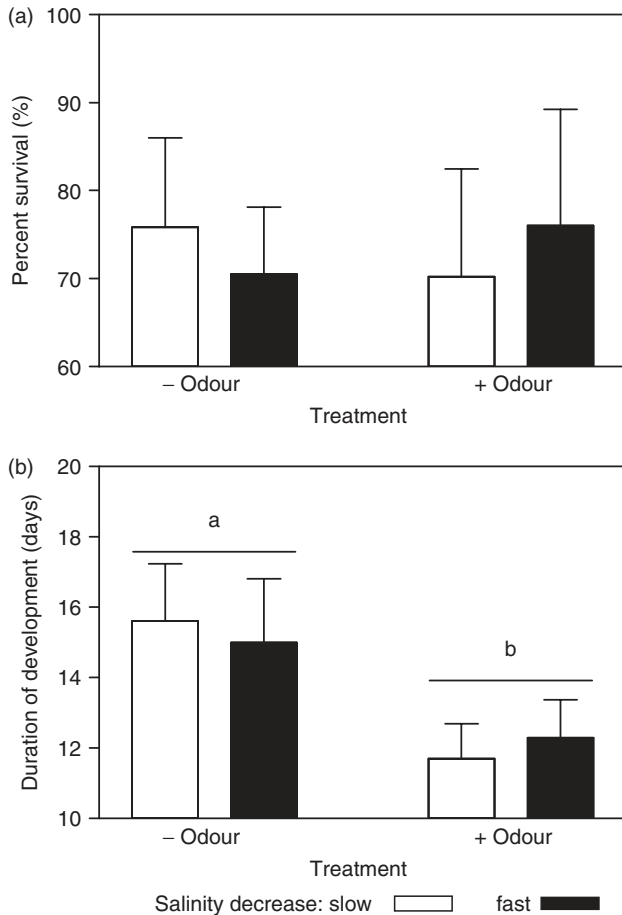 (a)
Percent survival (%)
100
90
80
70
60
– Odour + Odour
Treatment
(b)
Duration of development (days)
20
18
16
14
12
10
a
b
– Odour + Odour
Treatment
Salinity decrease: slow fast